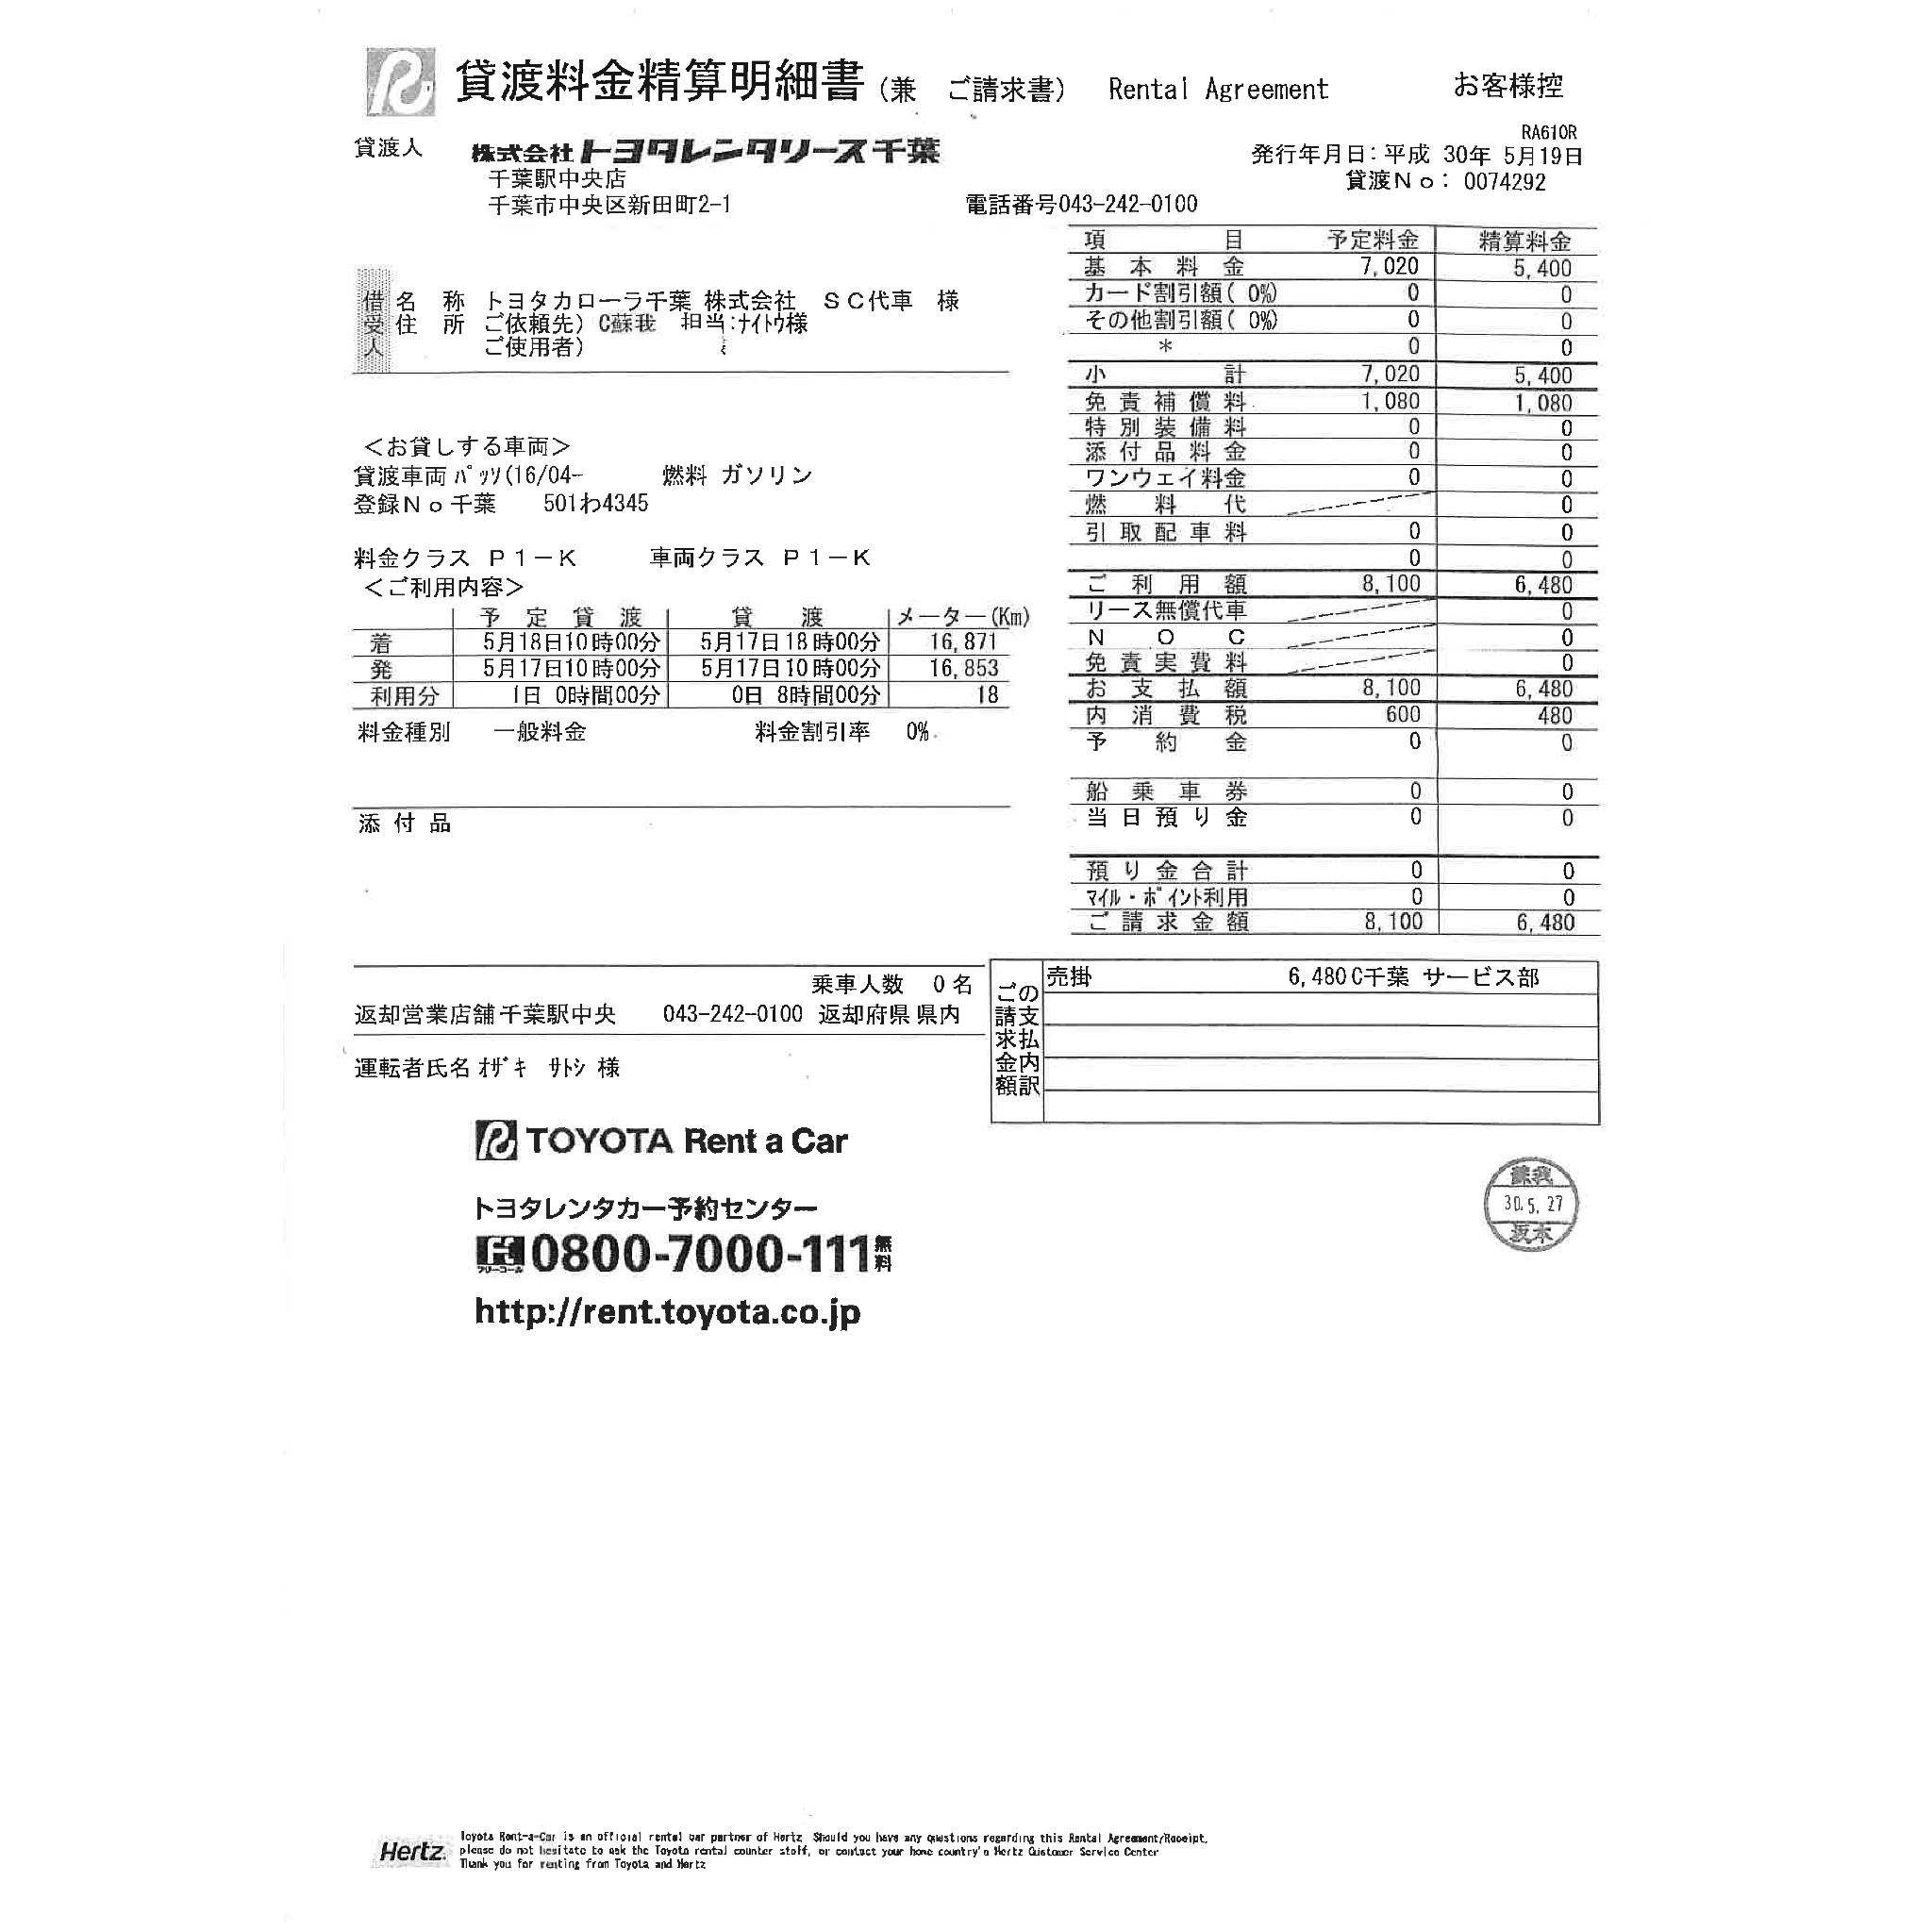 貸渡料金精算明細書 (兼 ご請求書) Rental Agreement お客様控
RA610R
貸渡人 株式会社トヨタレンタリース千葉 発行年月日:平成 30年 5月19日
千葉駅中央店 貸渡No: 0074292
千葉市中央区新田町2-1 電話番号043-242-0100
借受人
名 称 トヨタカローラ千葉 株式会社 SC代車 様
住 所 ご依頼先) C蘇我 担当:ﾅｲﾄｳ様
ご使用者)
<お貸しする車両>
貸渡車両 ﾊﾟｯｿ(16/04- 燃料 ガソリン
登録No 千葉 501わ4345
料金クラス P1-K 車両クラス P1-K
<ご利用内容>
予 定 貸 渡 貸 渡 メーター(Km)
着 5月18日10時00分 5月17日18時00分 16,871
発 5月17日10時00分 5月17日10時00分 16,853
利用分 1日 0時間00分 0日 8時間00分 18
料金種別 一般料金 料金割引率 0%
添 付 品
項 目 予定料金 精算料金
基 本 料 金 7,020 5,400
カード割引額( 0%) 0 0
その他割引額( 0%) 0 0
* 0 0
小 計 7,020 5,400
免 責 補 償 料 1,080 1,080
特 別 装 備 料 0 0
添 付 品 料 金 0 0
ワンウェイ料金 0 0
燃 料 代 0
引 取 配 車 料 0 0
0 0
ご 利 用 額 8,100 6,480
リース無償代車 0
N O C 0
免 責 実 費 料 0
お 支 払 額 8,100 6,480
内 消 費 税 600 480
予 約 金 0 0
船 乗 車 券 0 0
当 日 預 り 金 0 0
預 り 金 合 計 0 0
ﾏｲﾙ・ﾎﾟｲﾝﾄ利用 0 0
ご 請 求 金 額 8,100 6,480
乗車人数 0 名
返却営業店舗 千葉駅中央 043-242-0100 返却府県 県内
運転者氏名 ｵｻﾞｷ ｻﾄｼ 様
ご請求金額
の支払内訳
売掛 6,480 C千葉 サービス部
TOYOTA Rent a Car
トヨタレンタカー予約センター
フリーコール 0800-7000-111 無料
http://rent.toyota.co.jp
蘇我
30.5.27
坂本
Hertz.
Toyota Rent-a-Car is an official rental car partner of Hertz Should you have any questions regarding this Rental Agreement/Receipt,
please do not hesitate to ask the Toyota rental counter staff, or contact your home country's Hertz Customer Service Center
Thank you for renting from Toyota and Hertz